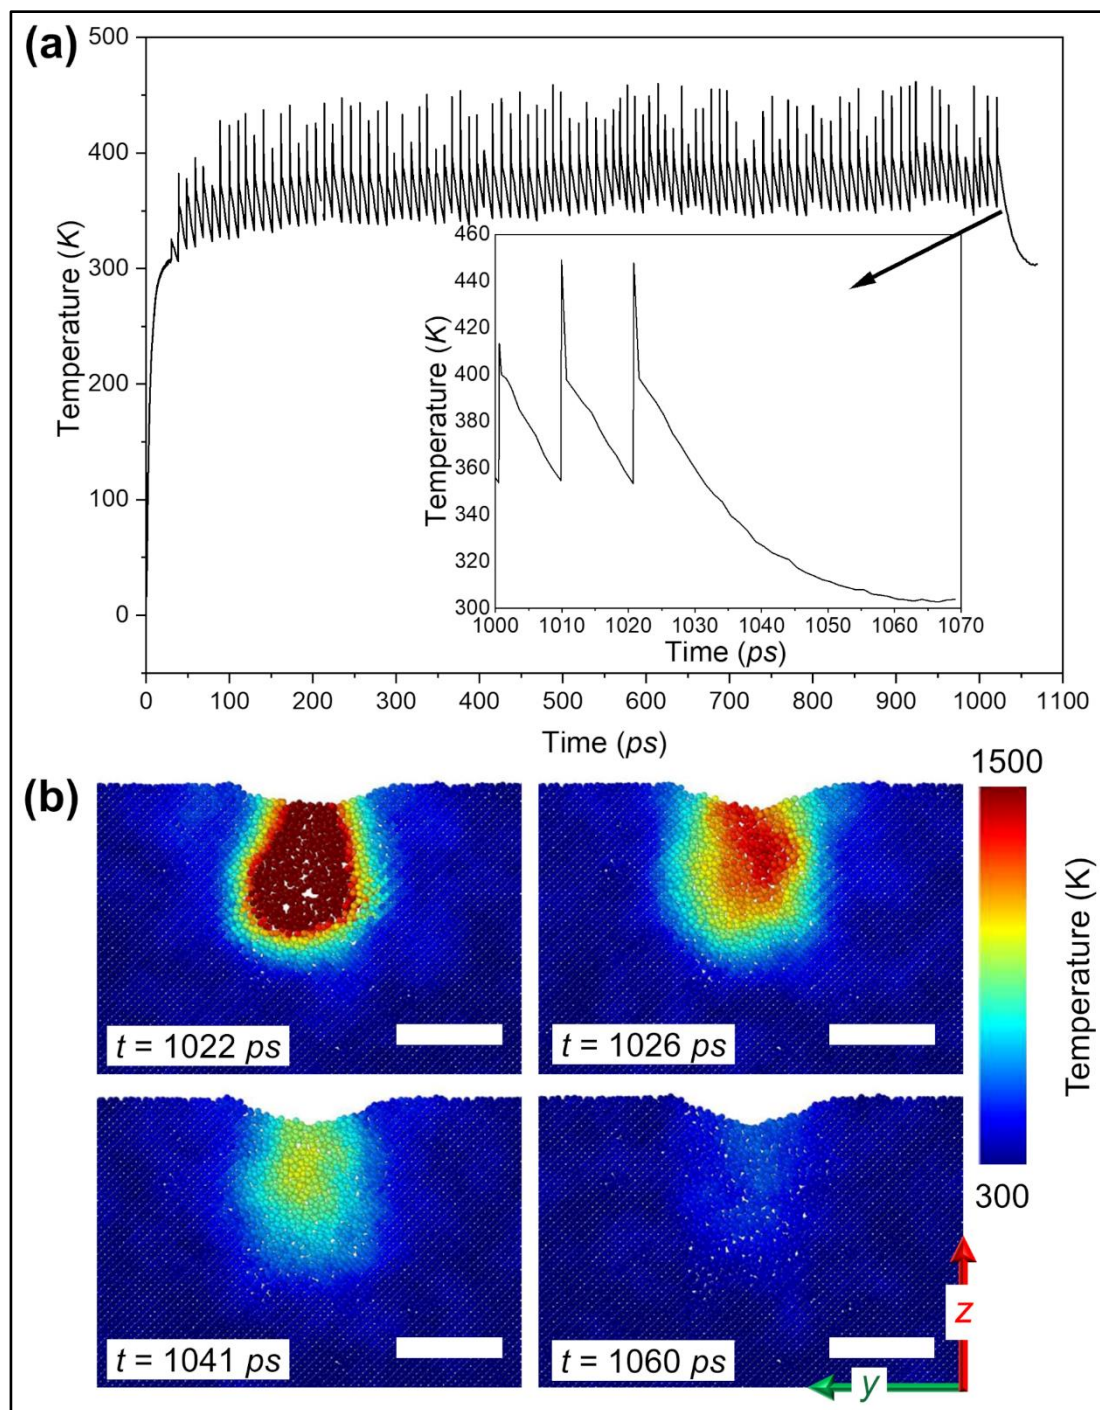 (a)
500
400
300
200
100
0
Temperature (K)
0 100 200 300 400 500 600 700 800 900 1000 1100
Time (ps)
460
440
420
400
380
360
340
320
300
Temperature (K)
1000 1010 1020 1030 1040 1050 1060 1070
Time (ps)
(b)
1500
Temperature (K)
300
t = 1022 ps
t = 1026 ps
t = 1041 ps
t = 1060 ps
z
y